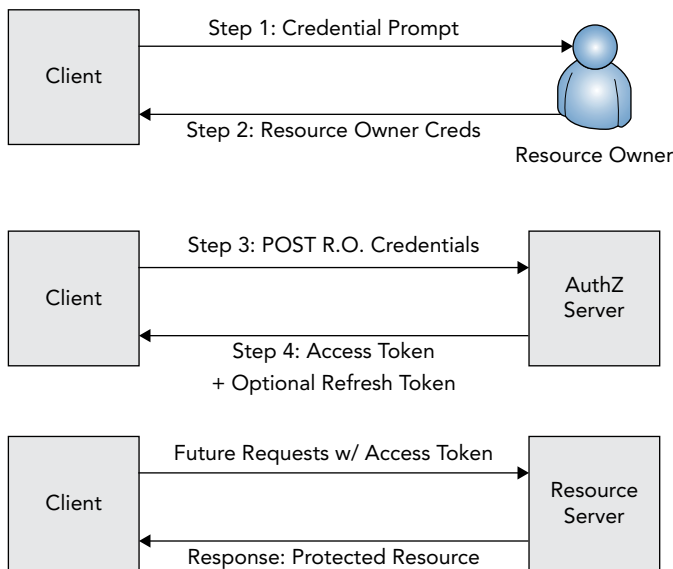 Step 1: Credential Prompt
Client
Step 2: Resource Owner Creds
Resource Owner
Step 3: POST R.O. Credentials
Client
AuthZ
Server
Step 4: Access Token
+ Optional Refresh Token
Future Requests w/ Access Token
Client
Resource
Server
Response: Protected Resource